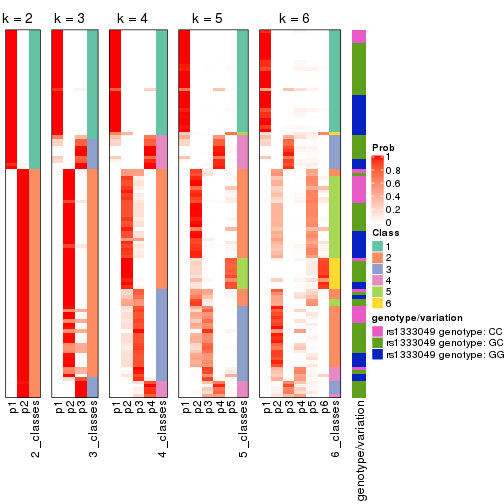 k = 2
k = 3
k = 4
k = 5
k = 6
Prob
1
0.8
0.6
0.4
0.2
0
Class
1
2
3
4
5
6
genotype/variation
rs1333049 genotype: CC
rs1333049 genotype: GC
rs1333049 genotype: GG
p1
p2
2_classes
p1
p2
p3
3_classes
p1
p2
p3
p4
4_classes
p1
p2
p3
p4
p5
5_classes
p1
p2
p3
p4
p5
p6
6_classes
genotype/variation